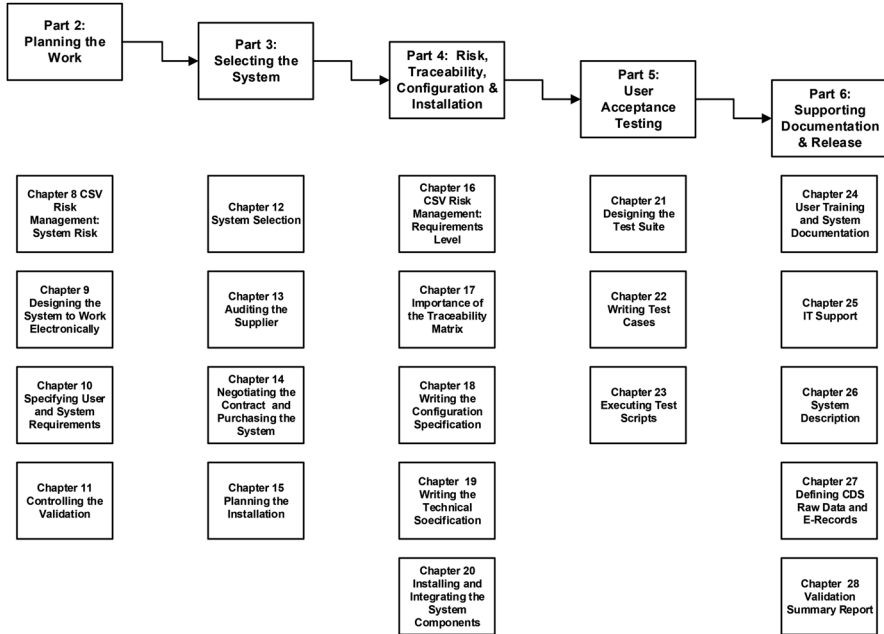 Part 2:
Planning the
Work
Part 3:
Selecting the
System
Part 4: Risk,
Traceability,
Configuration &
Installation
Part 5:
User
Acceptance
Testing
Part 6:
Supporting
Documentation
& Release
Chapter 8 CSV
Risk
Management:
System Risk
Chapter 9
Designing the
System to Work
Electronically
Chapter 10
Specifying User
and System
Requirements
Chapter 11
Controlling the
Validation
Chapter 12
System Selection
Chapter 13
Auditing the
Supplier
Chapter 14
Negotiating the
Contract and
Purchasing the
System
Chapter 15
Planning the
Installation
Chapter 16
CSV Risk
Management:
Requirements
Level
Chapter 17
Importance of
the Traceability
Matrix
Chapter 18
Writing the
Configuration
Specification
Chapter 19
Writing the
Technical
Soecification
Chapter 20
Installing and
Integrating the
System
Components
Chapter 21
Designing the
Test Suite
Chapter 22
Writing Test
Cases
Chapter 23
Executing Test
Scripts
Chapter 24
User Training
and System
Documentation
Chapter 25
IT Support
Chapter 26
System
Description
Chapter 27
Defining CDS
Raw Data and
E-Records
Chapter 28
Validation
Summary Report